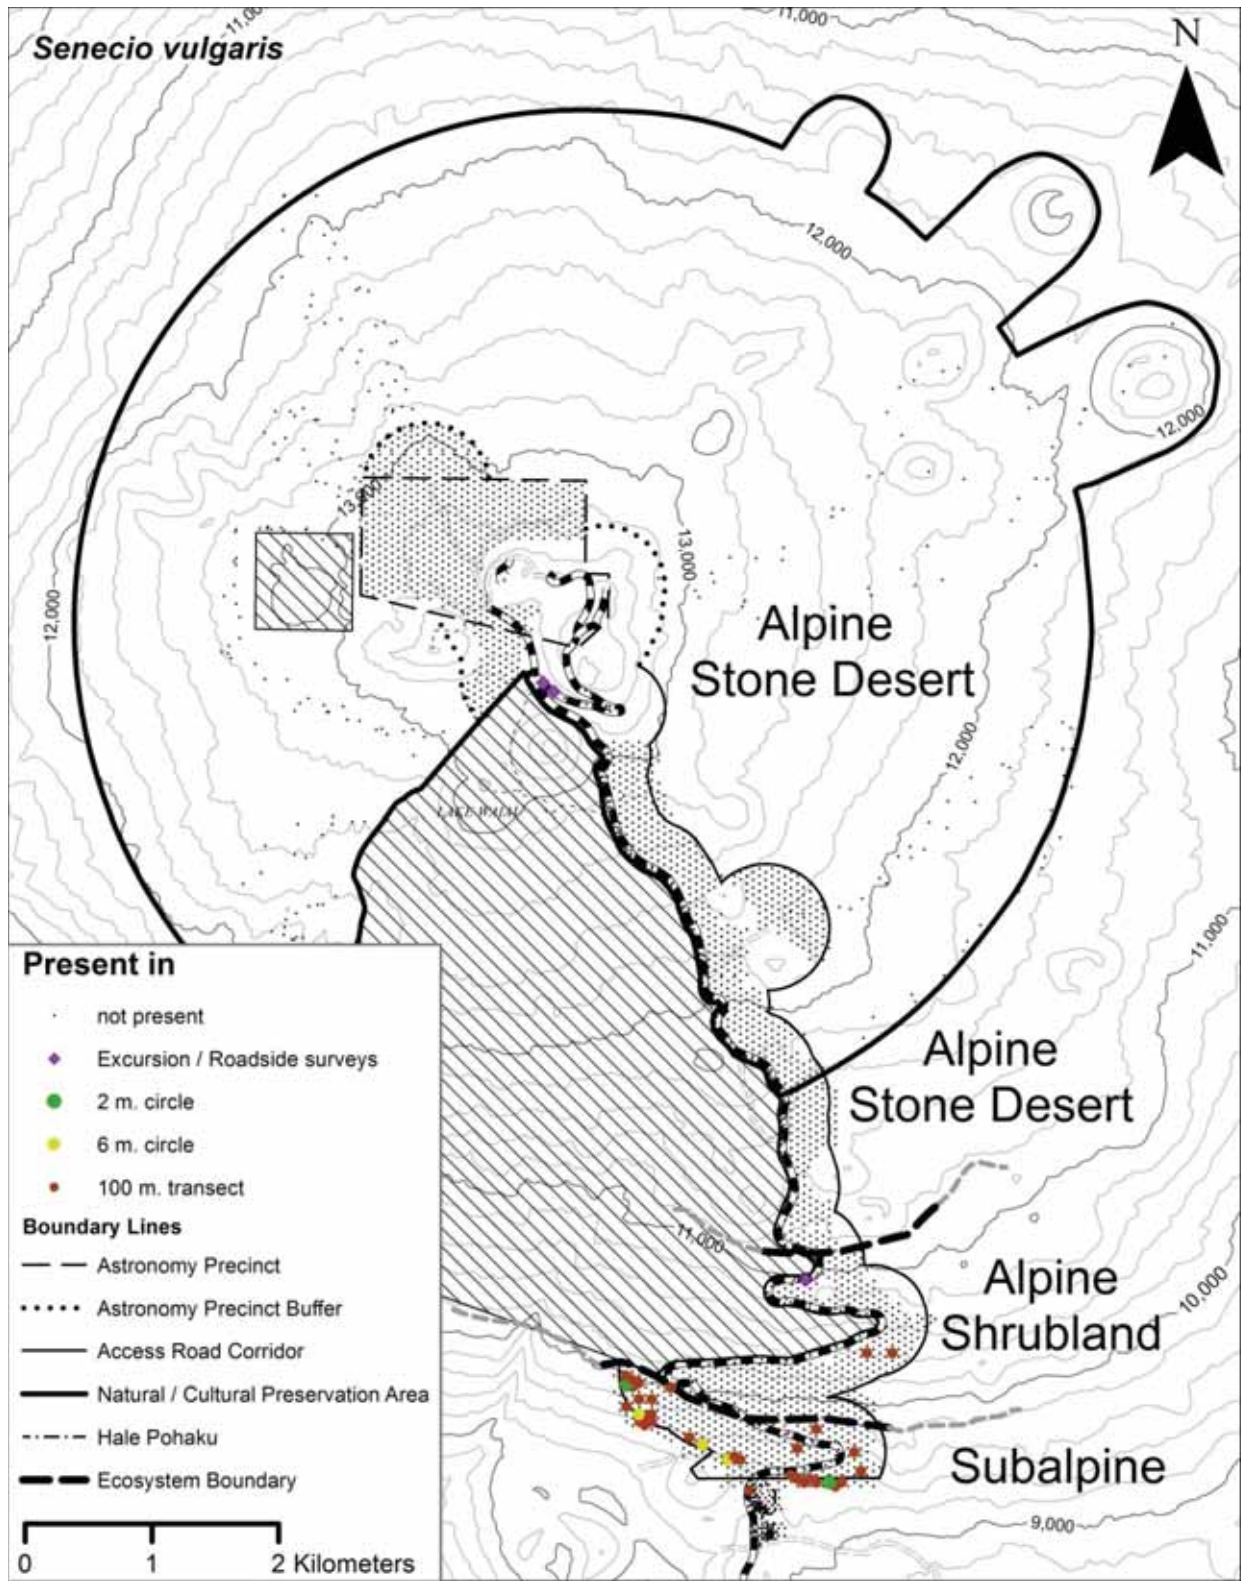 11,000
11,000
Senecio vulgaris
N
12,000
12,000
13,000
13,000
12,000
Alpine
Stone Desert
12,000
LAKE WAIAU
11,000
Present in
not present
Excursion / Roadside surveys
2 m. circle
6 m. circle
100 m. transect
Boundary Lines
Astronomy Precinct
Astronomy Precinct Buffer
Access Road Corridor
Natural / Cultural Preservation Area
Hale Pohaku
Ecosystem Boundary
0 1 2 Kilometers
Alpine
Stone Desert
11,000
Alpine
Shrubland
10,000
Subalpine
9,000